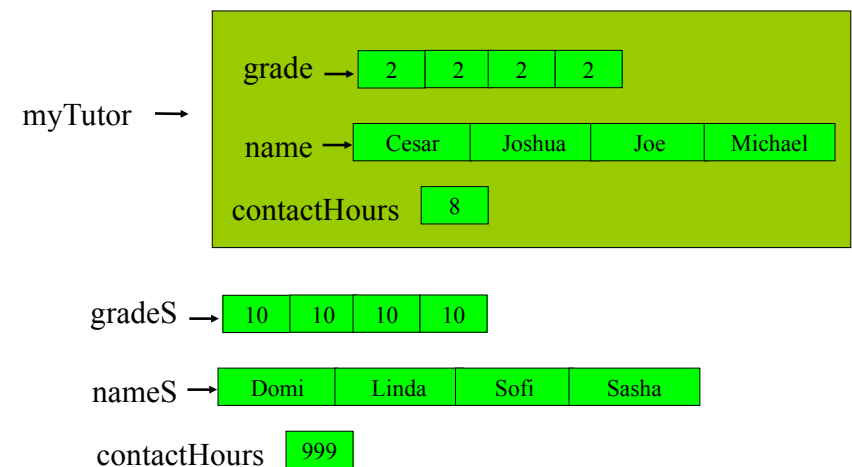 grade 2 2 2 2
myTutor
name Cesar Joshua Joe Michael
contactHours 8
gradeS 10 10 10 10
nameS Domi Linda Sofi Sasha
contactHours 999